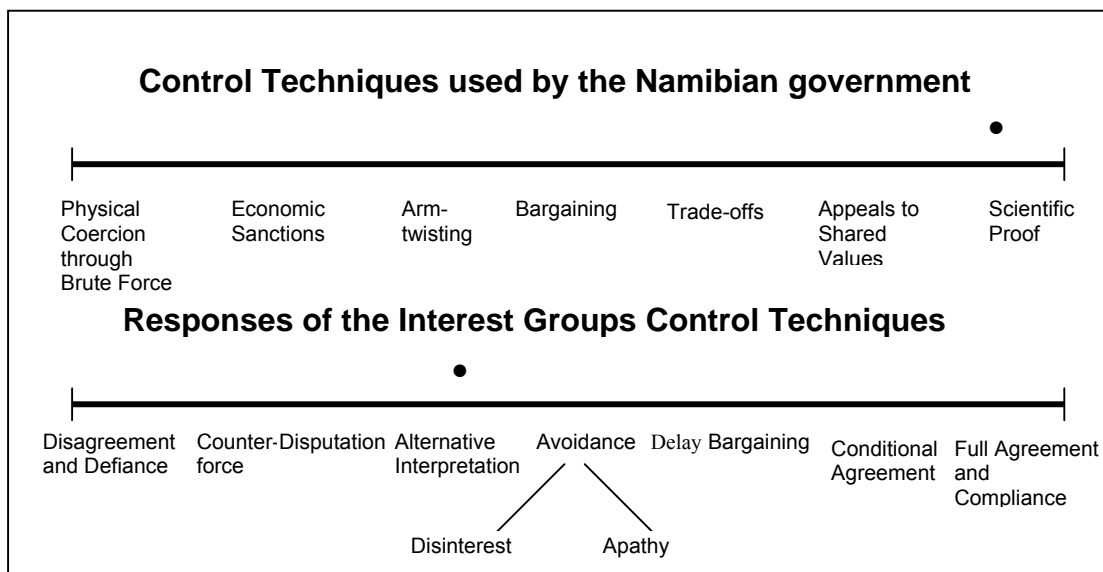 Control Techniques used by the Namibian government
Physical
Coercion
through
Brute Force
Economic
Sanctions
Arm-
twisting
Bargaining
Trade-offs
Appeals to
Shared
Values
Scientific
Proof
Responses of the Interest Groups Control Techniques
Disagreement
and Defiance
Counter-Disputation
force
Alternative
Interpretation
Avoidance
Delay Bargaining
Conditional
Agreement
Full Agreement
and
Compliance
Disinterest
Apathy